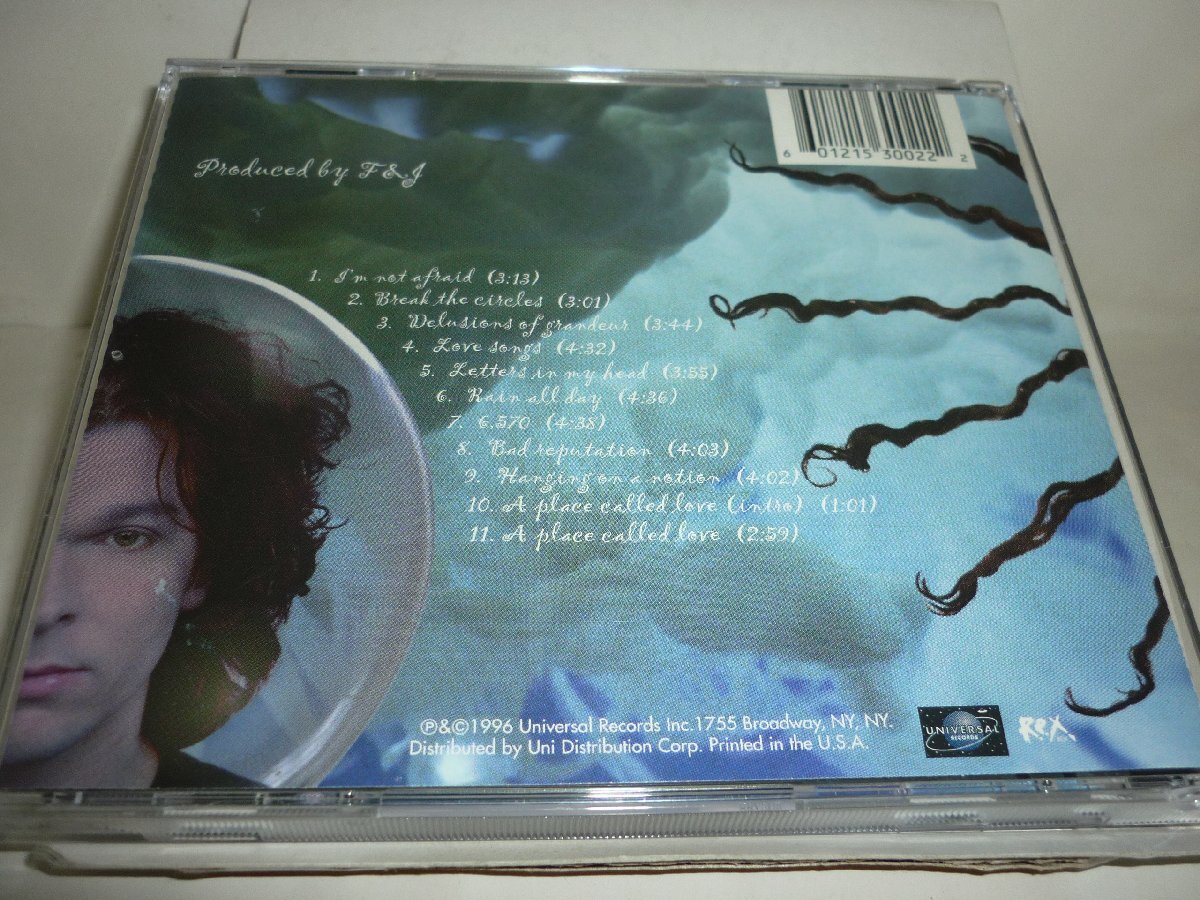 6 01215 30022 2
Produced by F&J
1. I'm not afraid (3:13)
2. Break the circles (3:01)
3. Delusions of grandeur (3:44)
4. Love songs (4:32)
5. Letters in my head (3:55)
6. Rain all day (4:36)
7. 6,570 (4:38)
8. Bad reputation (4:03)
9. Hanging on a notion (4:02)
10. A place called love (intro) (1:01)
11. A place called love (2:59)
℗&©1996 Universal Records Inc. 1755 Broadway, NY, NY.
Distributed by Uni Distribution Corp. Printed in the U.S.A.
UNIVERSAL
RECORDS
REX